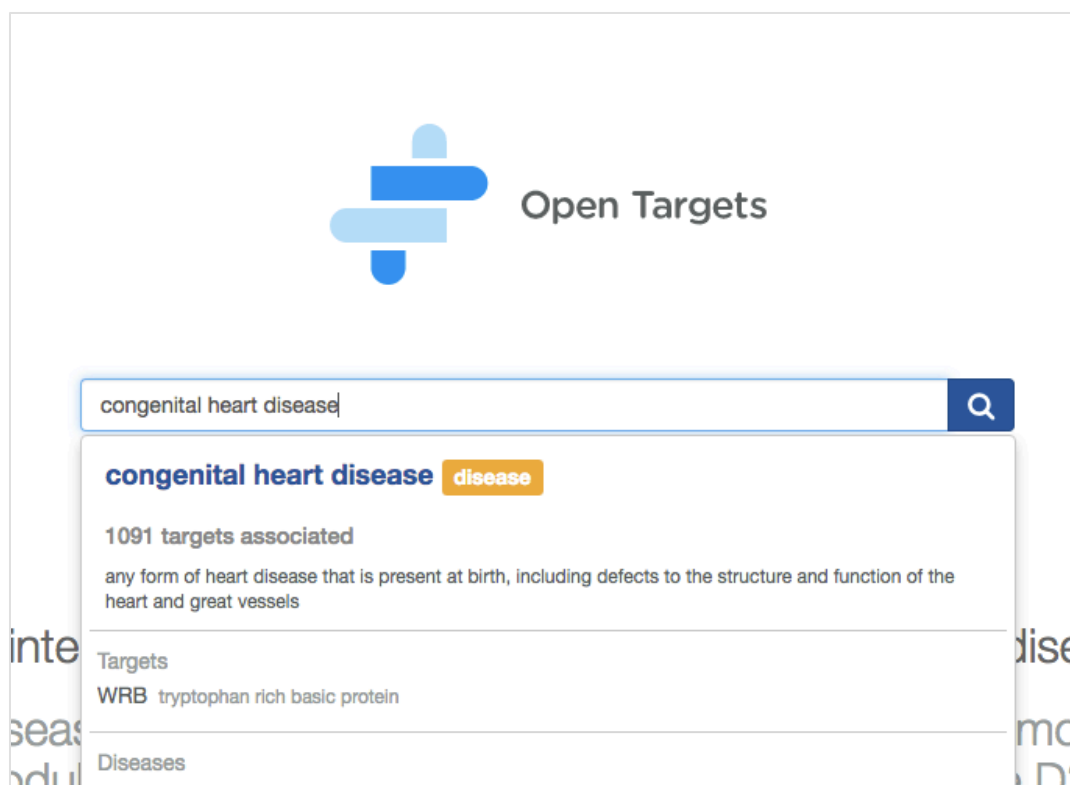 Open Targets
congenital heart disease
congenital heart disease disease
1091 targets associated
any form of heart disease that is present at birth, including defects to the structure and function of the
heart and great vessels
Targets
WRB tryptophan rich basic protein
Diseases